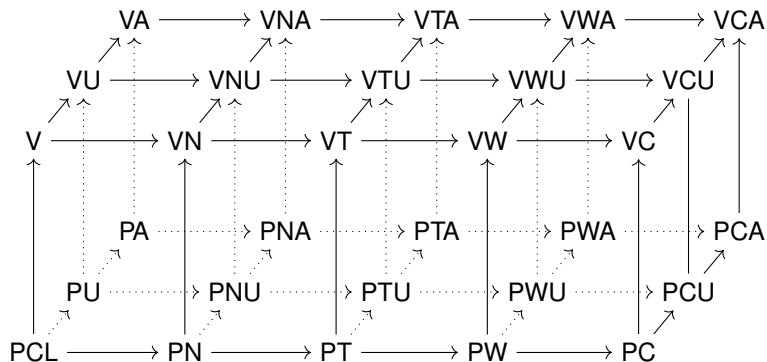 VA VNA VTA VWA VCA
VU VNU VTU VWU VCU
V VN VT VW VC
PA PNA PTA PWA PCA
PU PNU PTU PWU PCU
PCL PN PT PW PC